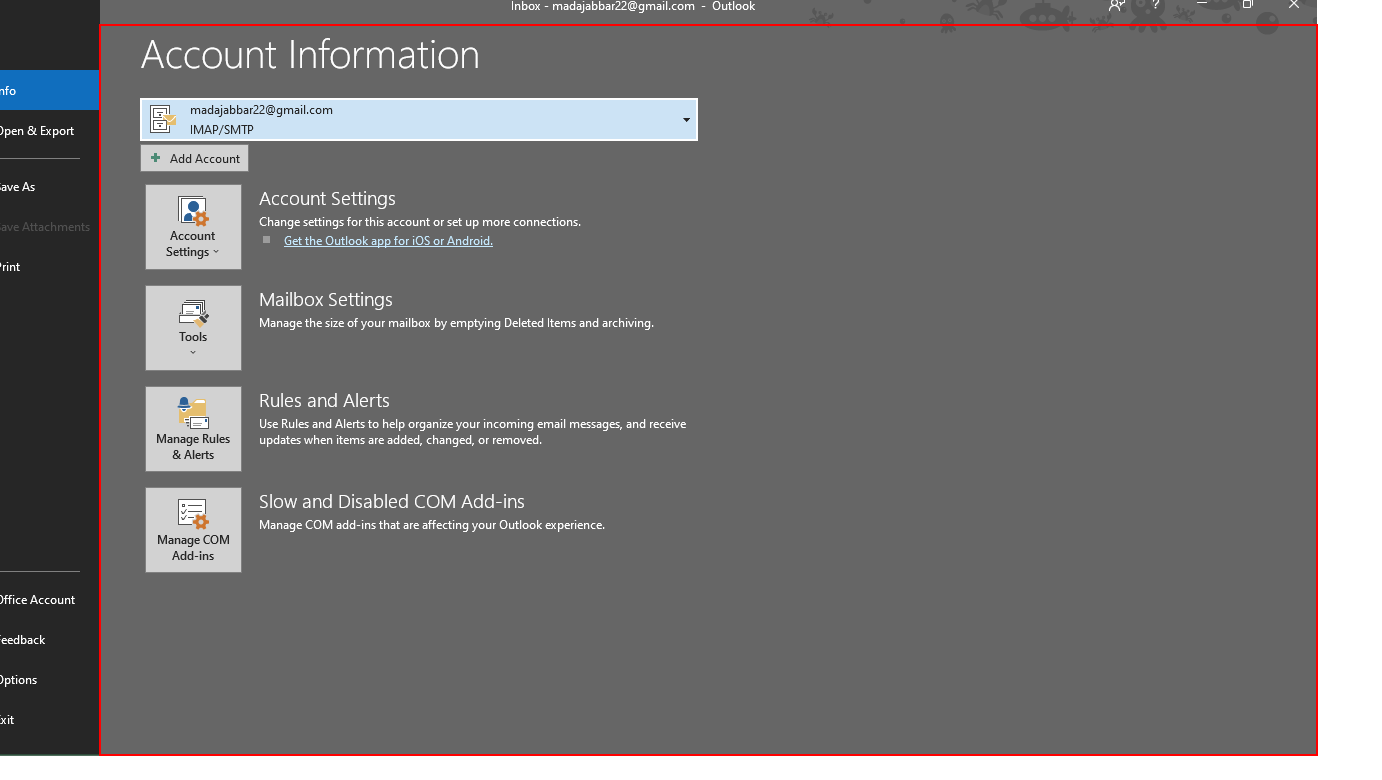 Inbox - madajabbar22@gmail.com - Outlook
?
Account Information
nfo
Open & Export
Save As
Save Attachments
Print
Office Account
Feedback
Options
Exit
madajabbar22@gmail.com
IMAP/SMTP
Add Account
Account
Settings
Account Settings
Change settings for this account or set up more connections.
Get the Outlook app for iOS or Android.
Tools
Mailbox Settings
Manage the size of your mailbox by emptying Deleted Items and archiving.
Manage Rules
& Alerts
Rules and Alerts
Use Rules and Alerts to help organize your incoming email messages, and receive
updates when items are added, changed, or removed.
Manage COM
Add-ins
Slow and Disabled COM Add-ins
Manage COM add-ins that are affecting your Outlook experience.